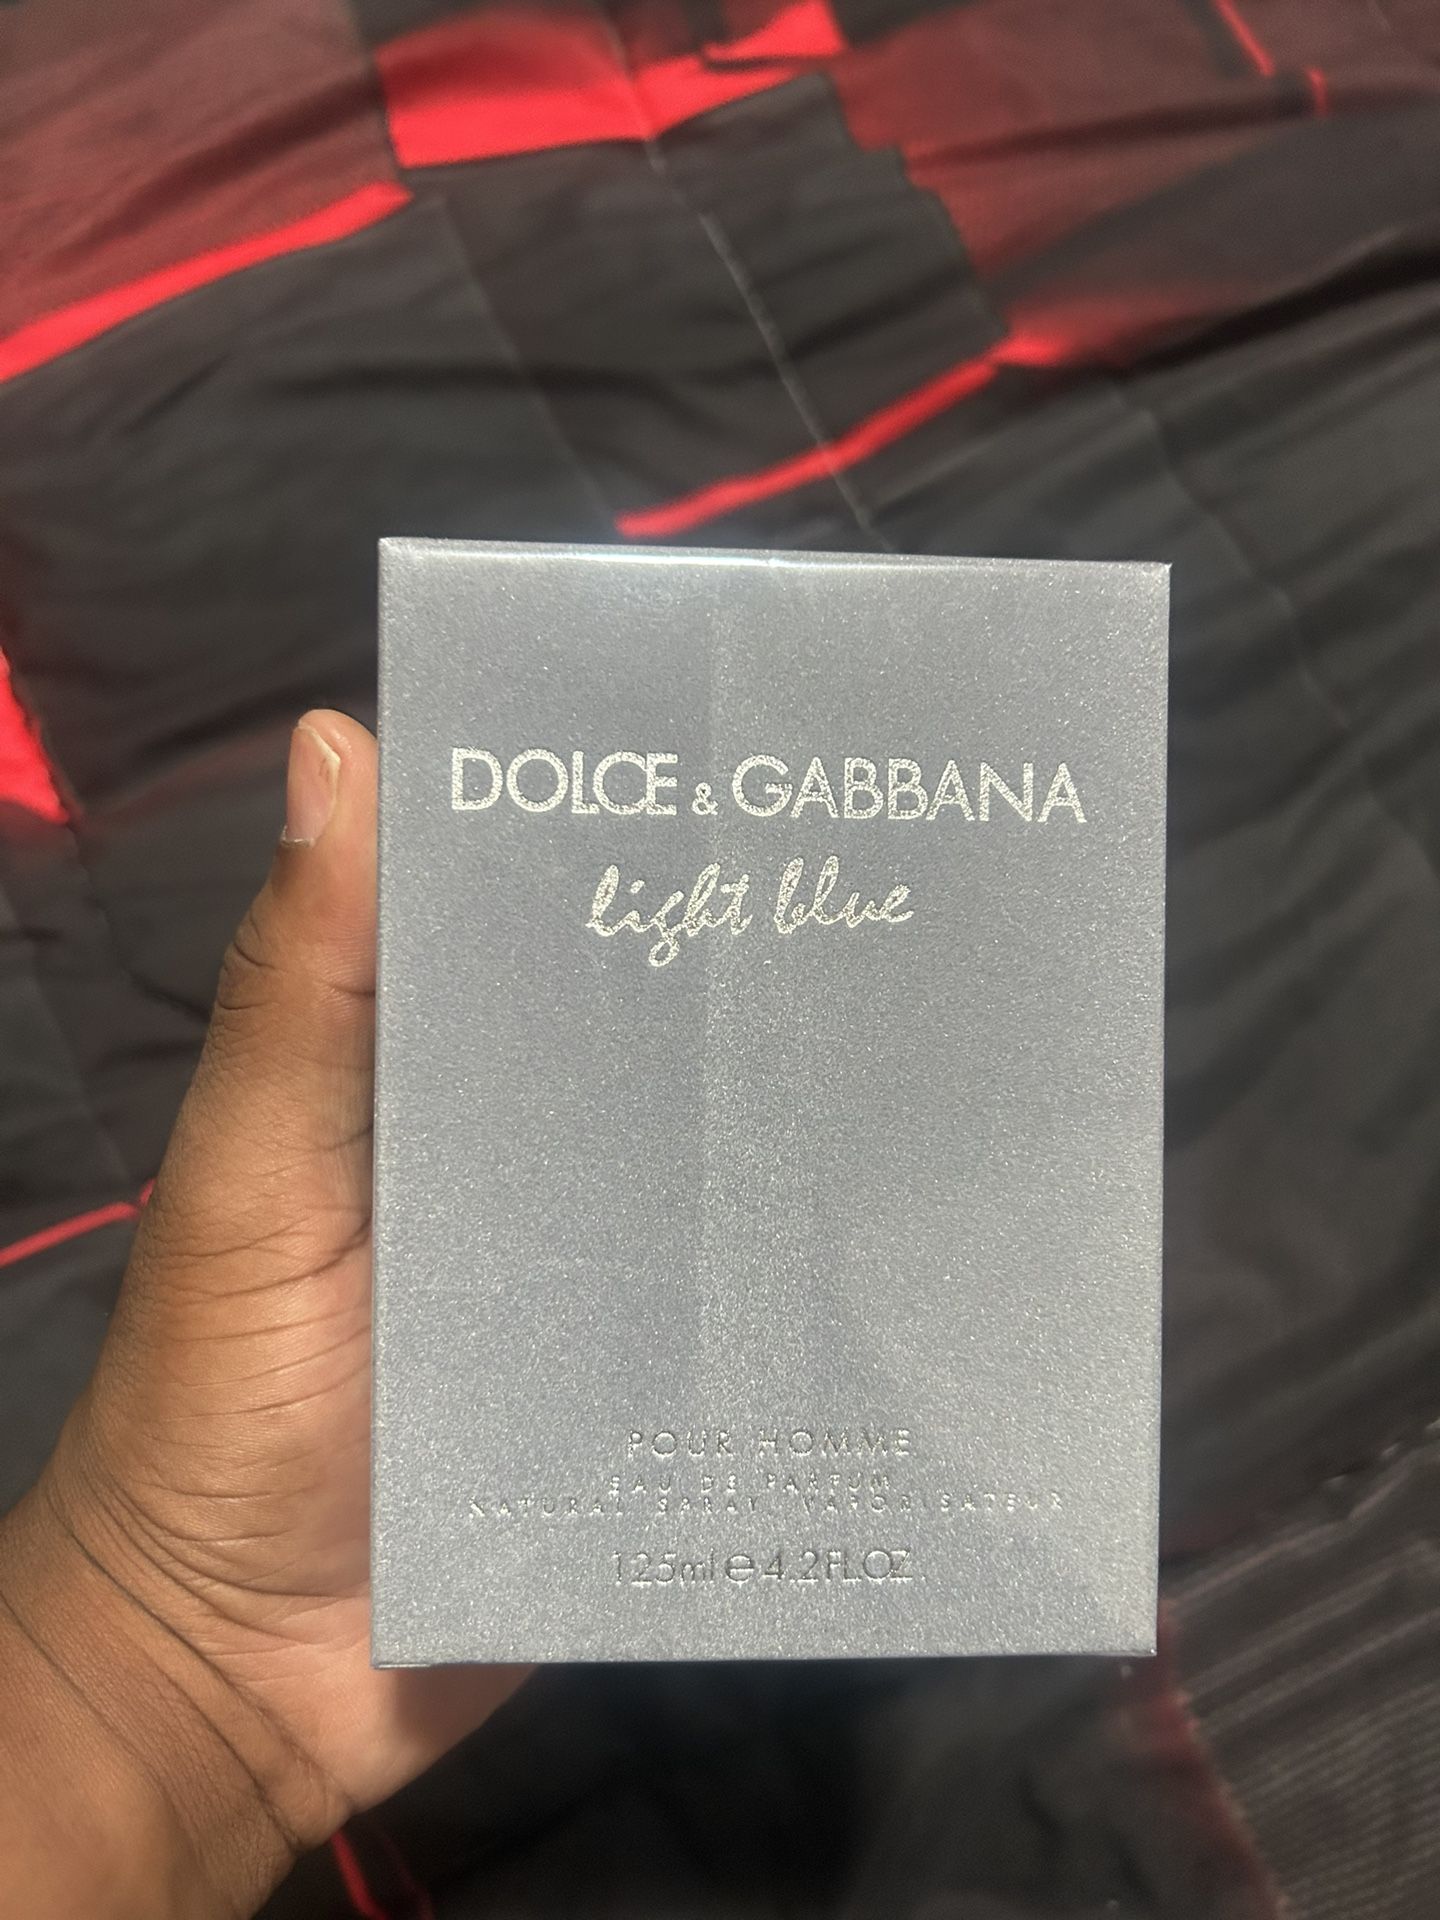 DOLCE & GABBANA
light blue
POUR HOMME
EAU DE PARFUM
NATURAL SPRAY VAPORISATEUR
125ml e 4.2FL.OZ.